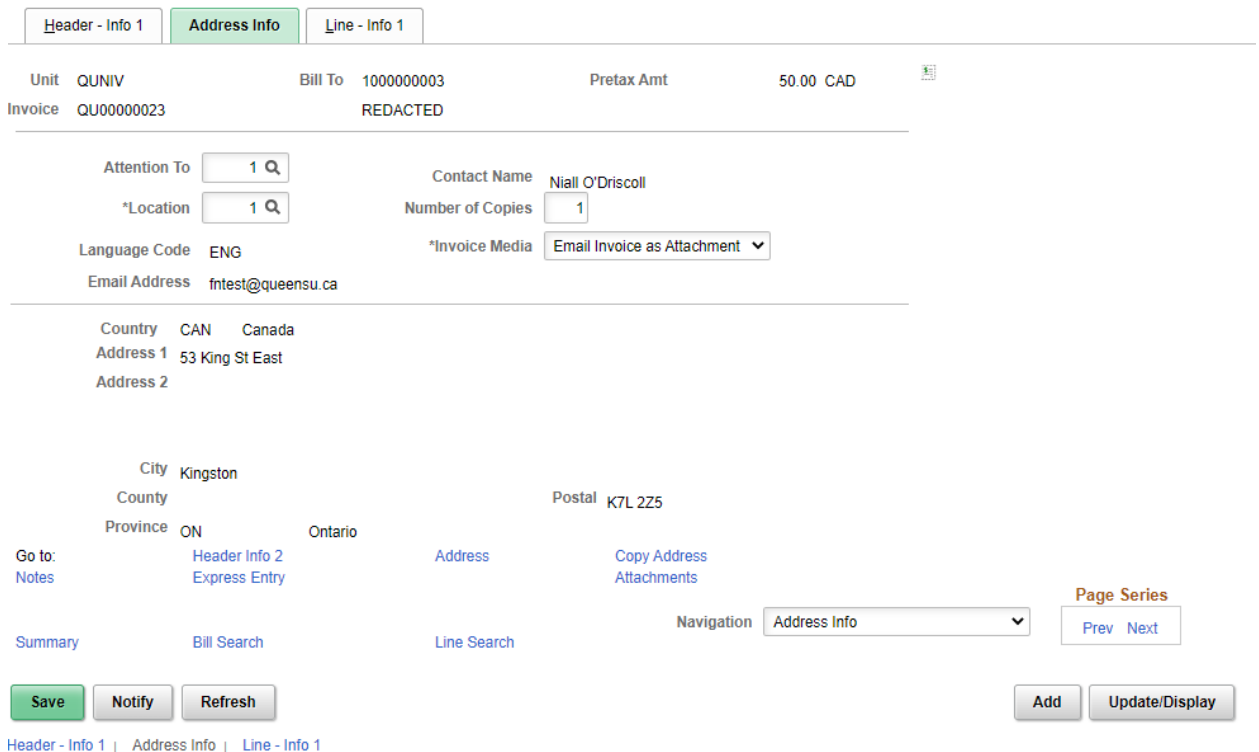 Header - Info 1 Address Info Line - Info 1
Unit QUNIV Bill To 1000000003 Pretax Amt 50.00 CAD
Invoice QU00000023 REDACTED
Attention To 1 Contact Name Niall O'Driscoll
*Location 1 Number of Copies 1
Language Code ENG *Invoice Media Email Invoice as Attachment
Email Address fntest@queensu.ca
Country CAN Canada
Address 1 53 King St East
Address 2
City Kingston
County Postal K7L 2Z5
Province ON Ontario
Go to: Header Info 2 Address Copy Address
Notes Express Entry Attachments
Page Series
Navigation Address Info Prev Next
Summary Bill Search Line Search
Save Notify Refresh Add Update/Display
Header - Info 1 | Address Info | Line - Info 1